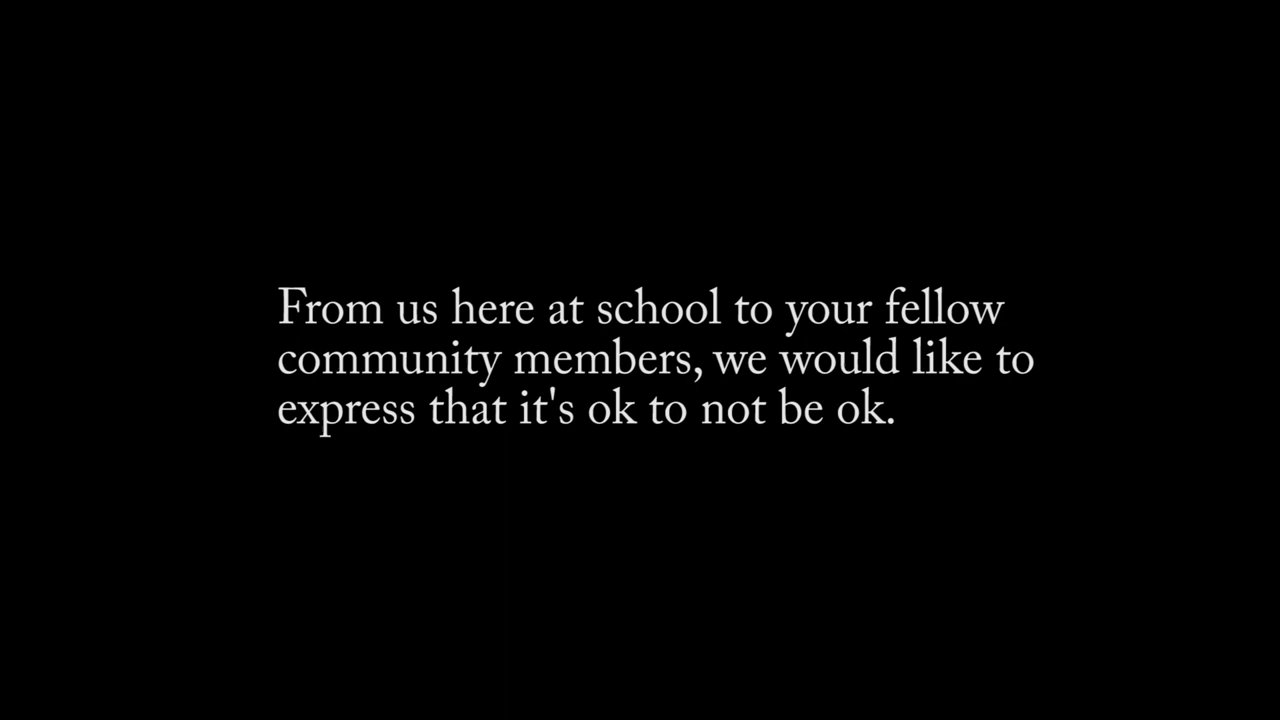 From us here at school to your fellow
community members, we would like to
express that it's ok to not be ok.